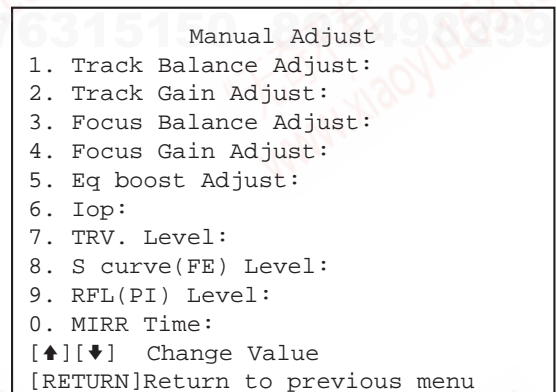 Manual Adjust
1. Track Balance Adjust:
2. Track Gain Adjust:
3. Focus Balance Adjust:
4. Focus Gain Adjust:
5. Eq boost Adjust:
6. Iop:
7. TRV. Level:
8. S curve(FE) Level:
9. RFL(PI) Level:
0. MIRR Time:
[↑][↓] Change Value
[RETURN]Return to previous menu